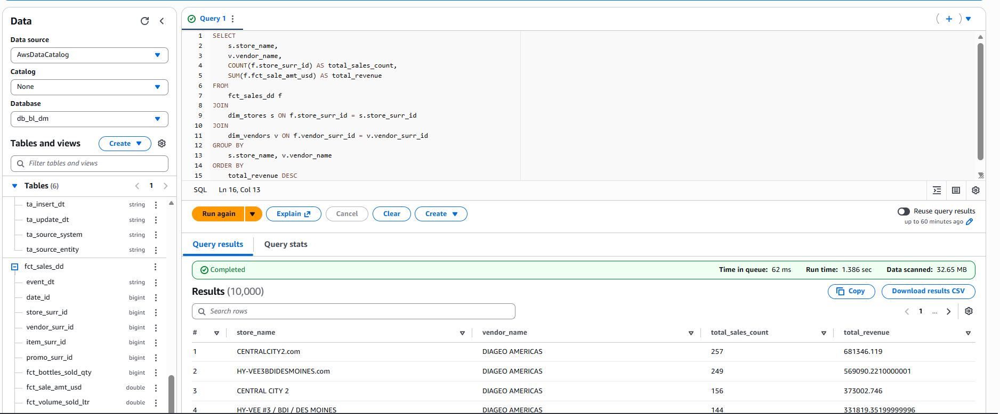 Data
Data source
AwsDataCatalog
Catalog
None
Database
db_bl_dm
Tables and views
Create
Filter tables and views
Tables (6)
1
ta_insert_dt string
ta_update_dt string
ta_source_system string
ta_source_entity string
fct_sales_dd
event_dt string
date_id bigint
store_surr_id bigint
vendor_surr_id bigint
item_surr_id bigint
promo_surr_id bigint
fct_bottles_sold_qty bigint
fct_sale_amt_usd double
fct_volume_sold_ltr double
Query 1
1 SELECT
2 s.store_name,
3 v.vendor_name,
4 COUNT(f.store_surr_id) AS total_sales_count,
5 SUM(f.fct_sale_amt_usd) AS total_revenue
6 FROM
7 fct_sales_dd f
8 JOIN
9 dim_stores s ON f.store_surr_id = s.store_surr_id
10 JOIN
11 dim_vendors v ON f.vendor_surr_id = v.vendor_surr_id
12 GROUP BY
13 s.store_name, v.vendor_name
14 ORDER BY
15 total_revenue DESC
SQL Ln 16, Col 13
Run again Explain Cancel Clear Create
Reuse query results
up to 60 minutes ago
Query results Query stats
Completed Time in queue: 62 ms Run time: 1.386 sec Data scanned: 32.65 MB
Results (10,000) Copy Download results CSV
Search rows
1 ...
# store_name vendor_name total_sales_count total_revenue
1 CENTRALCITY2.com DIAGEO AMERICAS 257 681346.119
2 HY-VEE3BDIDESMOINES.com DIAGEO AMERICAS 249 569090.2210000001
3 CENTRAL CITY 2 DIAGEO AMERICAS 156 373002.746
4 HY-VEE #3 / BDI / DES MOINES DIAGEO AMERICAS 144 331819.35199999996